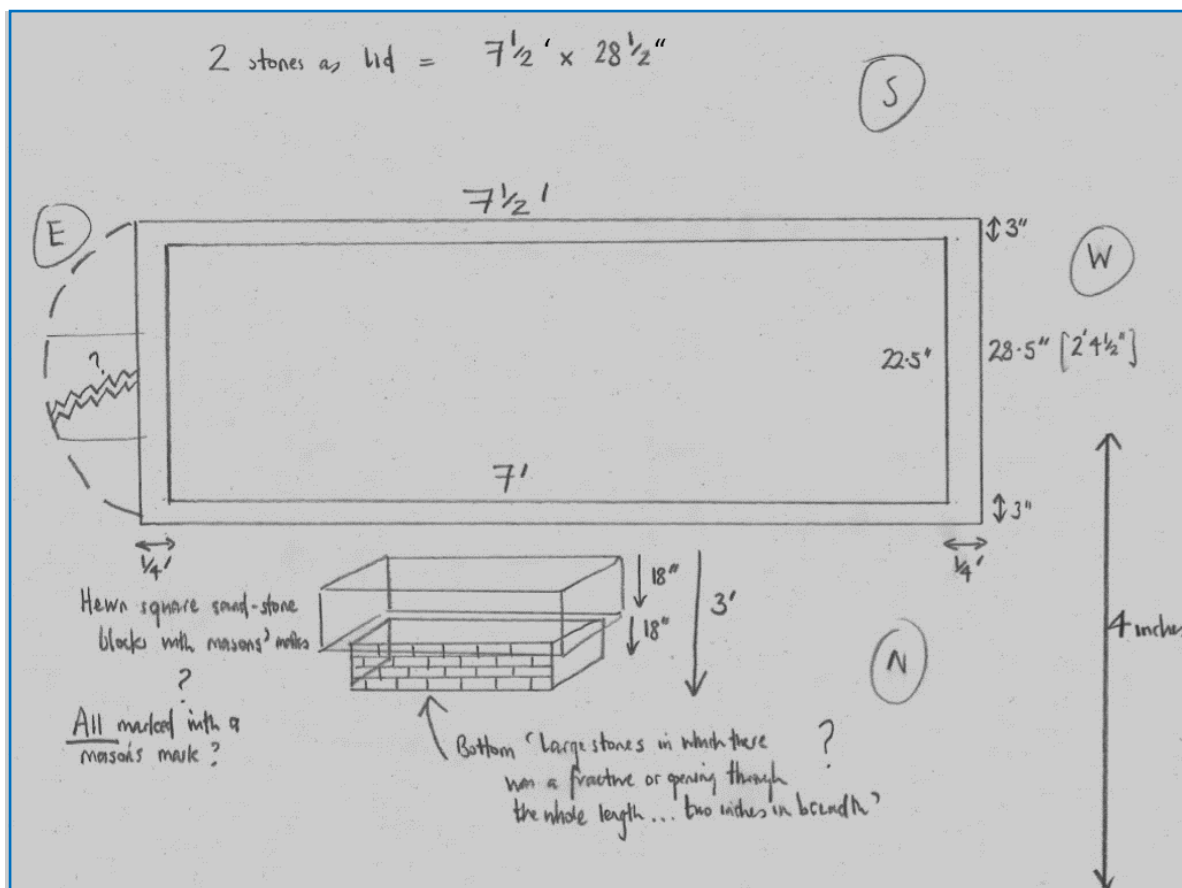 2 stones as lid = 7½' x 28½"
S
7½'
E
3"
W
?
22.5"
28.5" [2'4½"]
7'
3"
¼'
¼'
18"
3'
18"
4 inches
N
Hewn square sand-stone
blocks with masons' marks
?
All marked with a
mason's mark?
Bottom 'Large stones in which there
was a fracture or opening through
the whole length... two inches in breadth'
?